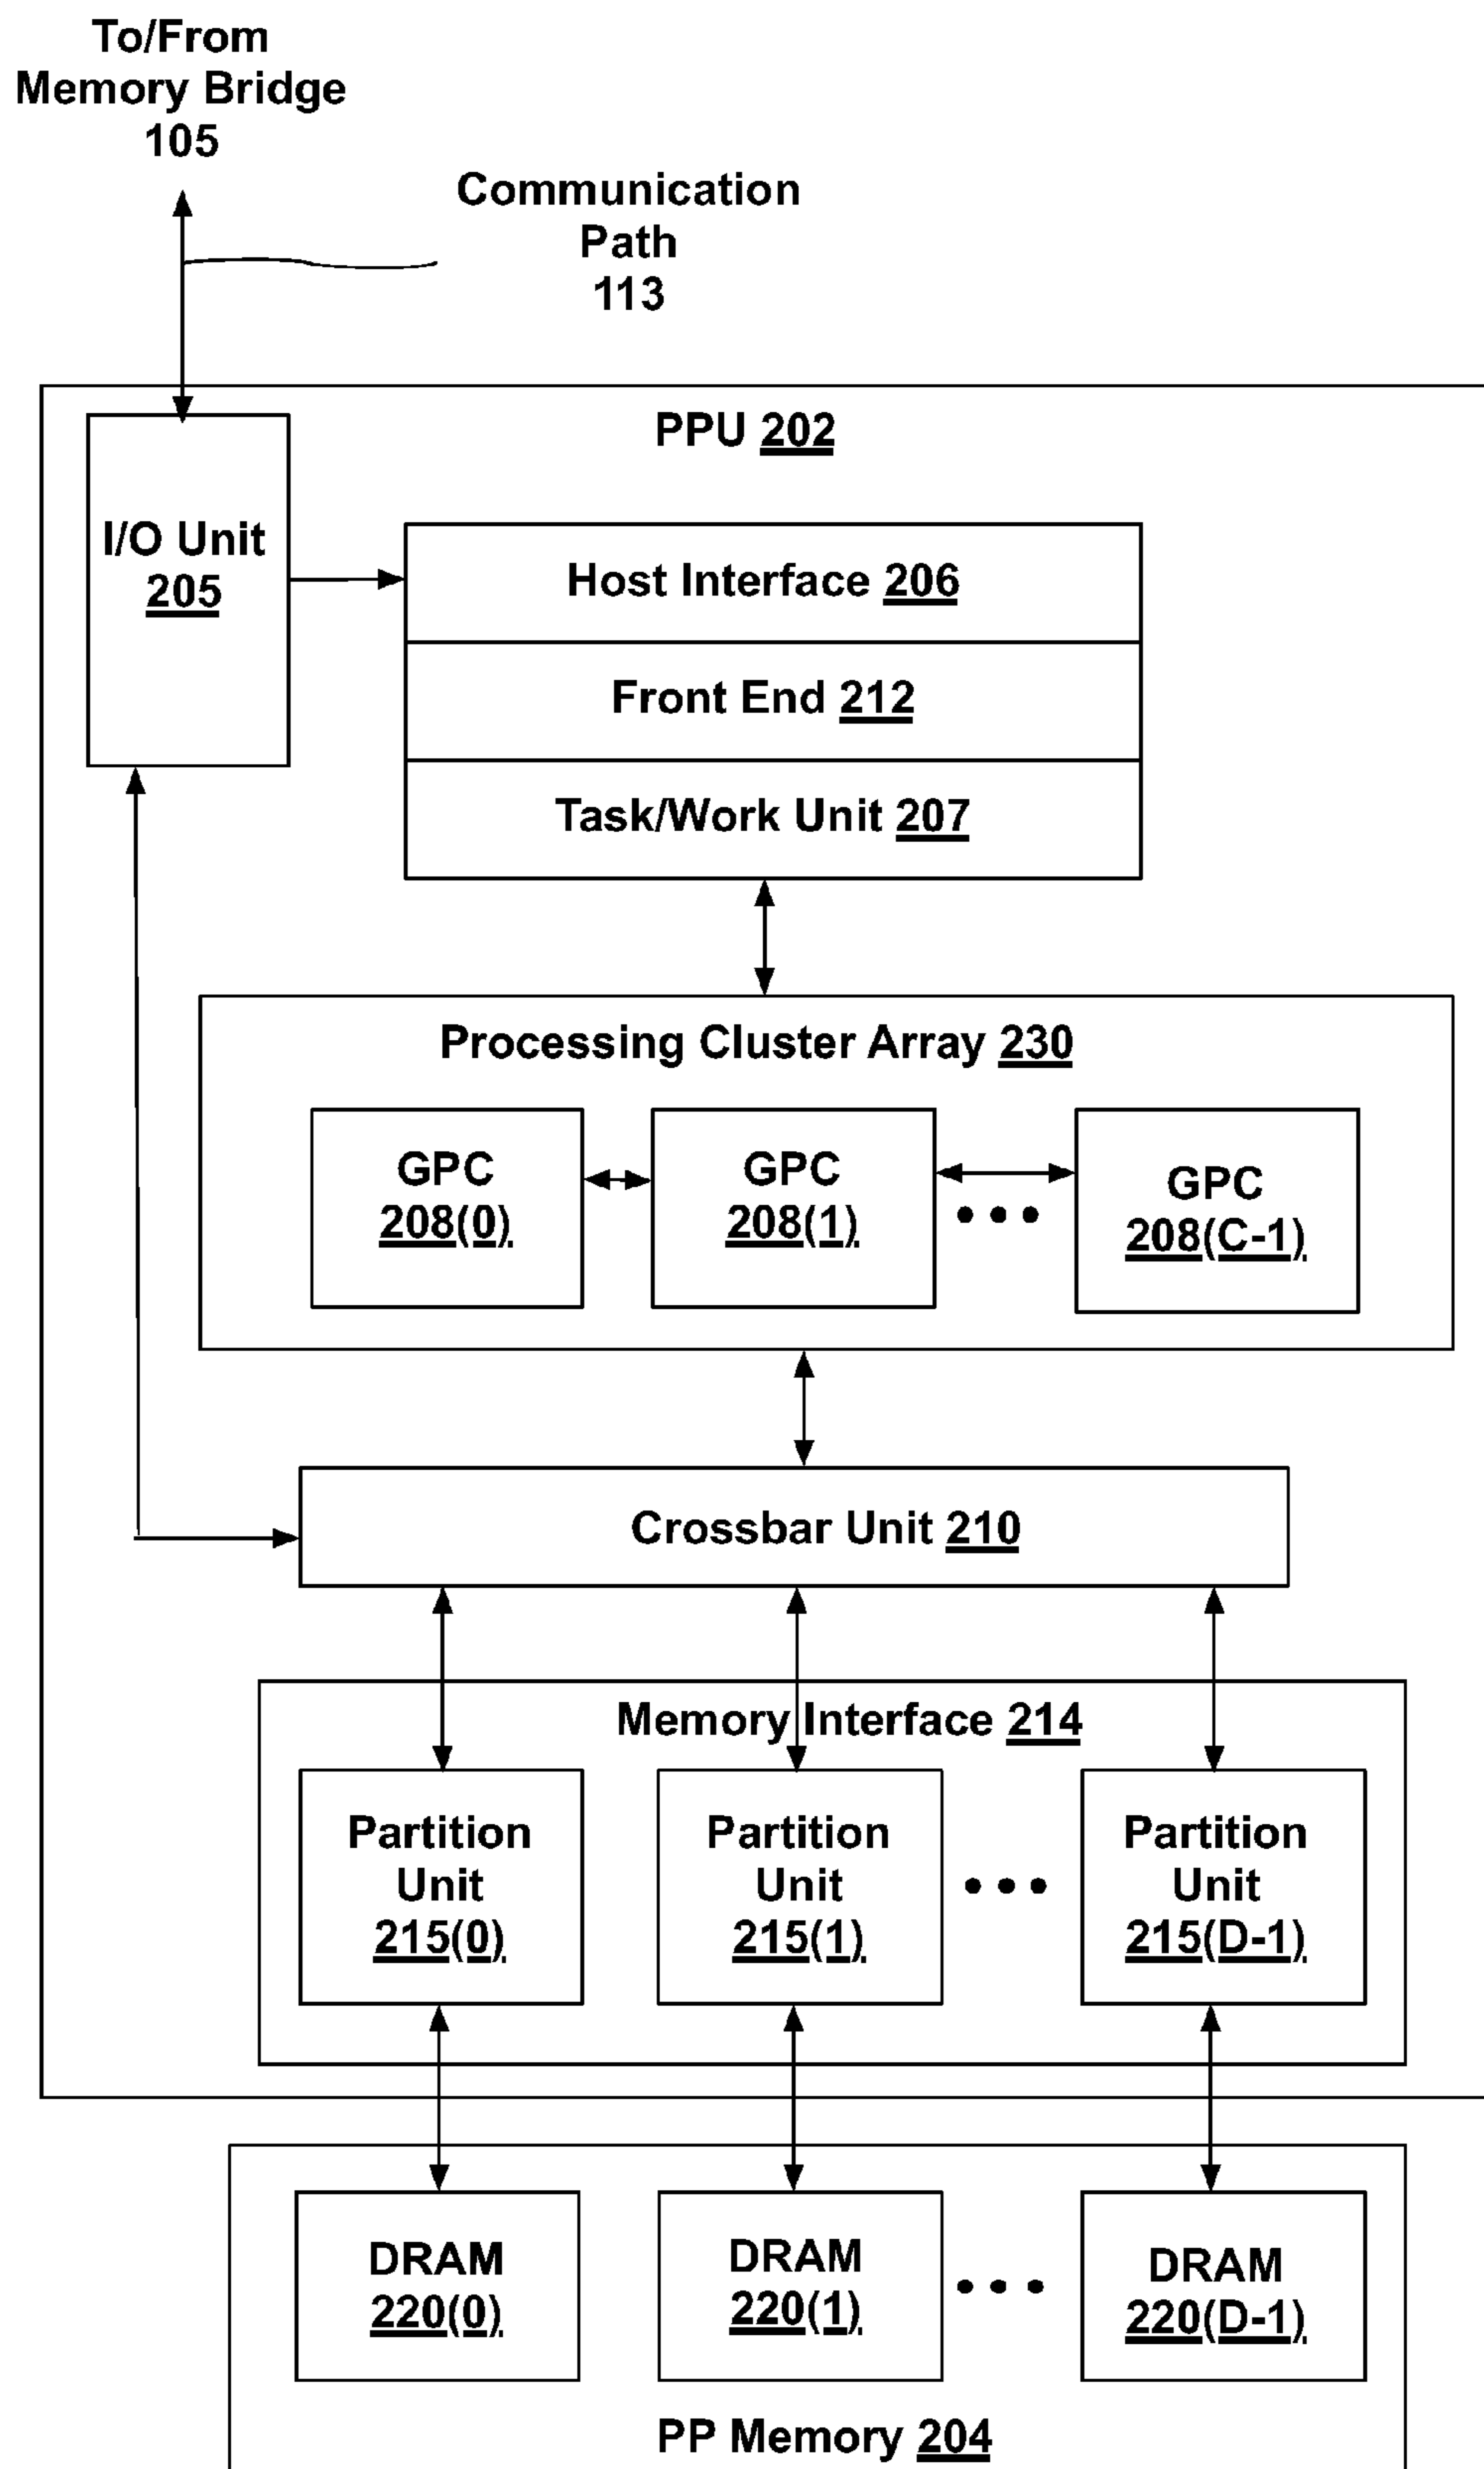 To/From
Memory Bridge
105
Communication
Path
113
PPU 202
I/O Unit
205
Host Interface 206
Front End 212
Task/Work Unit 207
Processing Cluster Array 230
GPC
208(0)
GPC
208(1)
GPC
208(C-1)
Crossbar Unit 210
Memory Interface 214
Partition
Unit
215(0)
Partition
Unit
215(1)
Partition
Unit
215(D-1)
DRAM
220(0)
DRAM
220(1)
DRAM
220(D-1)
PP Memory 204